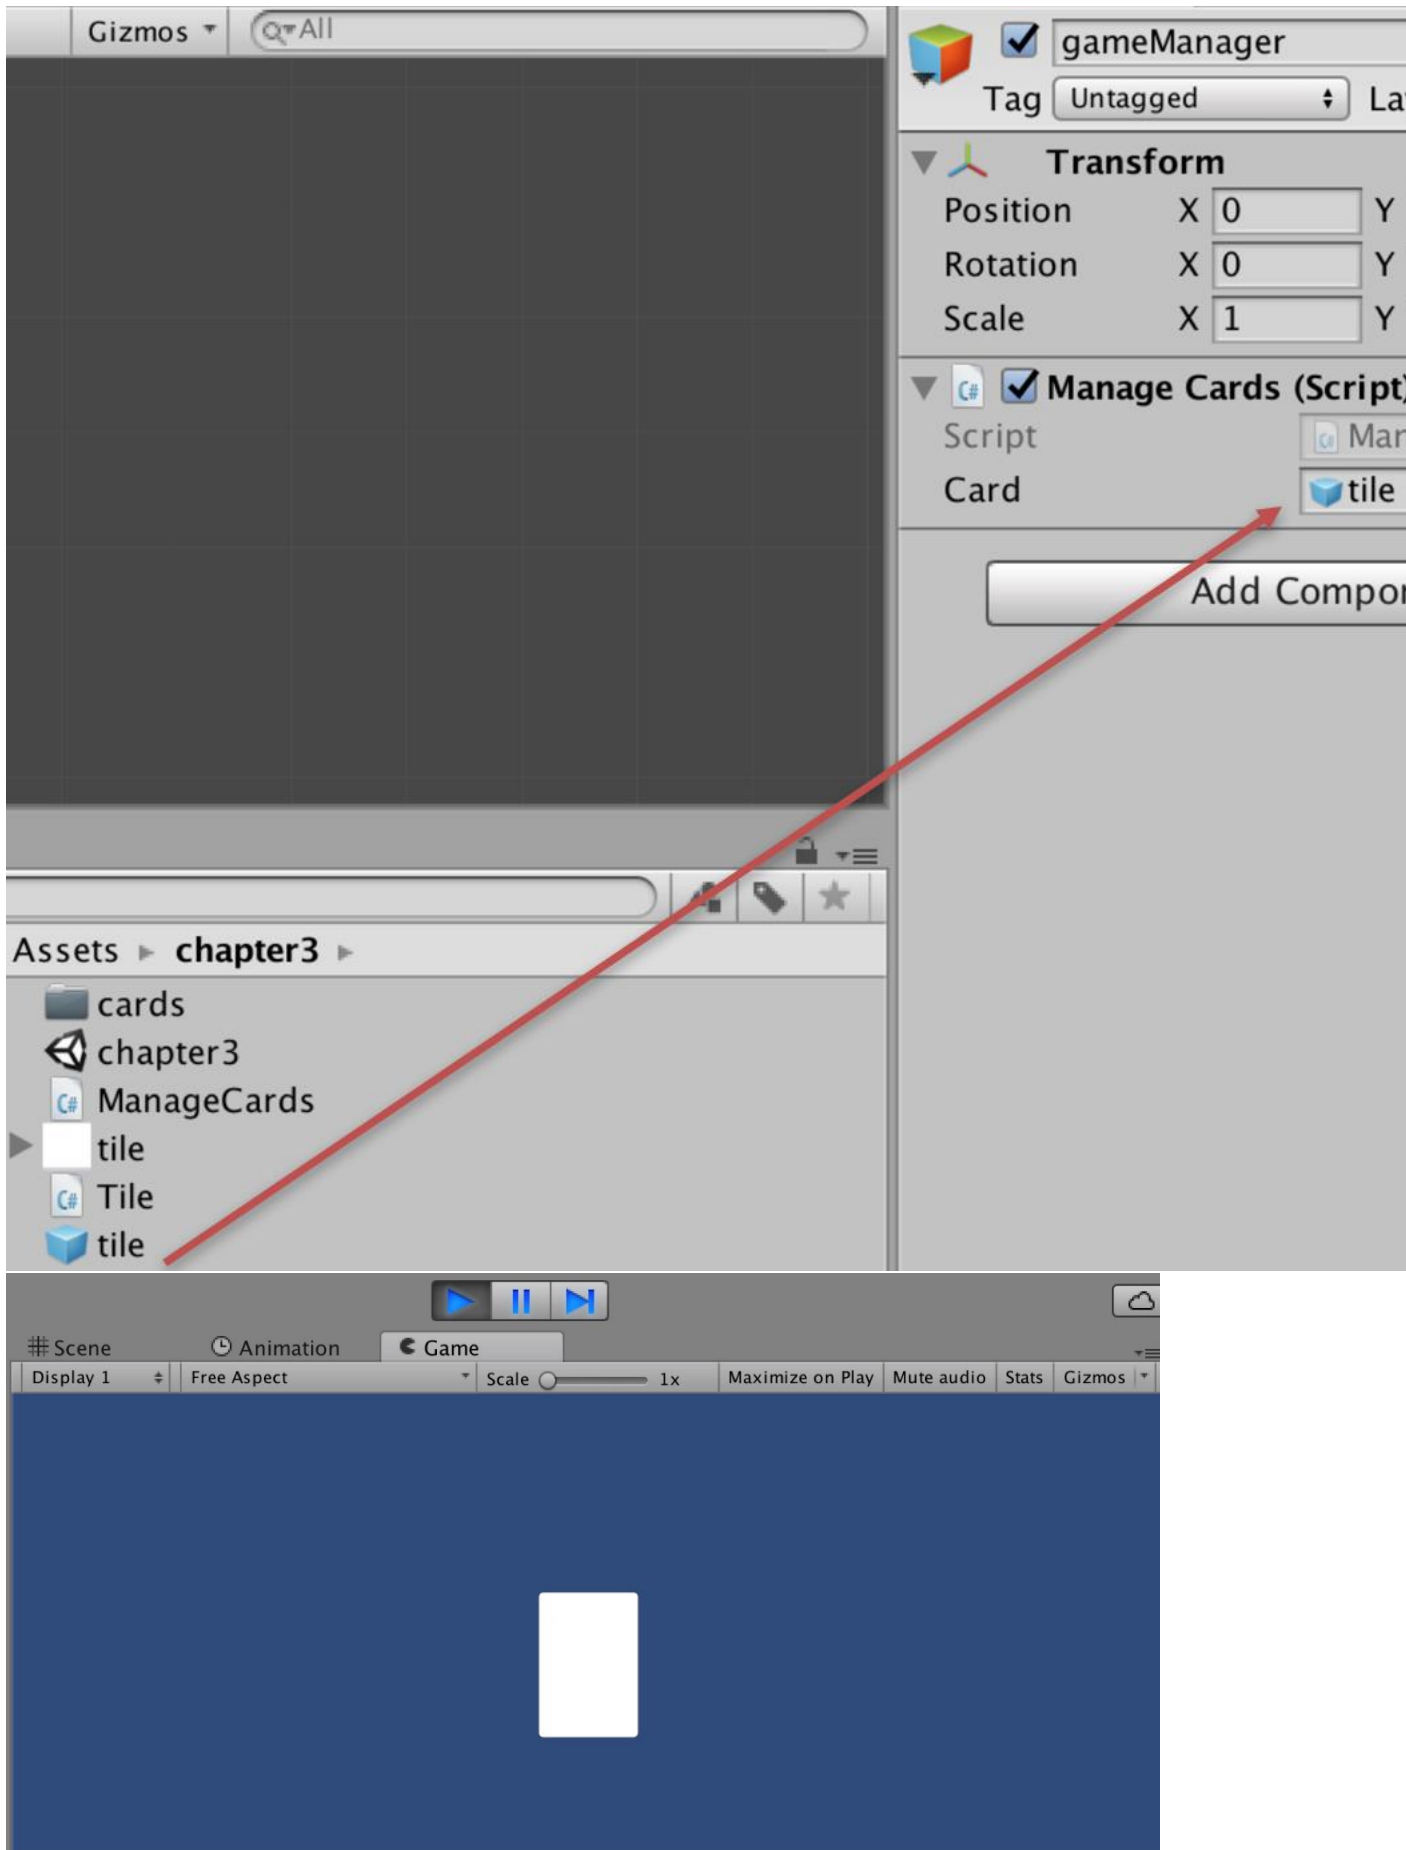 Gizmos All
gameManager
Tag Untagged
Transform
Position X 0 Y
Rotation X 0 Y
Scale X 1 Y
C# Manage Cards (Script)
Script
Card tile
Add
Assets chapter3
cards
chapter3
C# ManageCards
tile
C# Tile
tile
Scene Animation Game
Display 1 Free Aspect Scale 1x Maximize on Play Mute audio Stats Gizmos